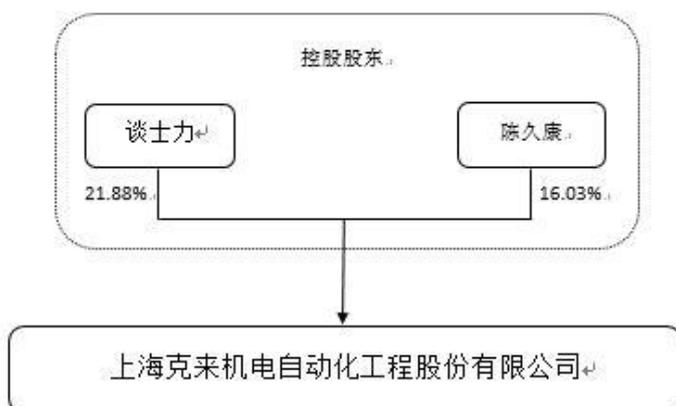 控股股东
谈士力
陈久康
21.88%
16.03%
上海克来机电自动化工程股份有限公司